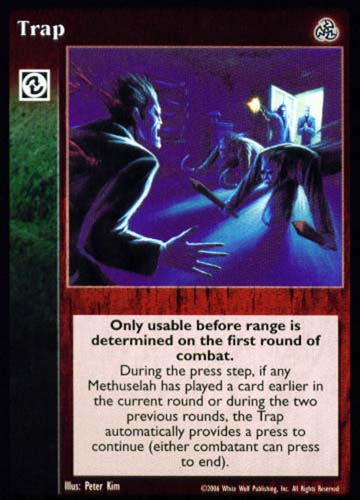 Trap
Only usable before range is
determined on the first round of
combat.
During the press step, if any
Methuselah has played a card earlier in
the current round or during the two
previous rounds, the Trap
automatically provides a press to
continue (either combatant can press
to end).
Illus: Peter Kim
©2006 White Wolf Publishing, Inc. All Rights Reserved.